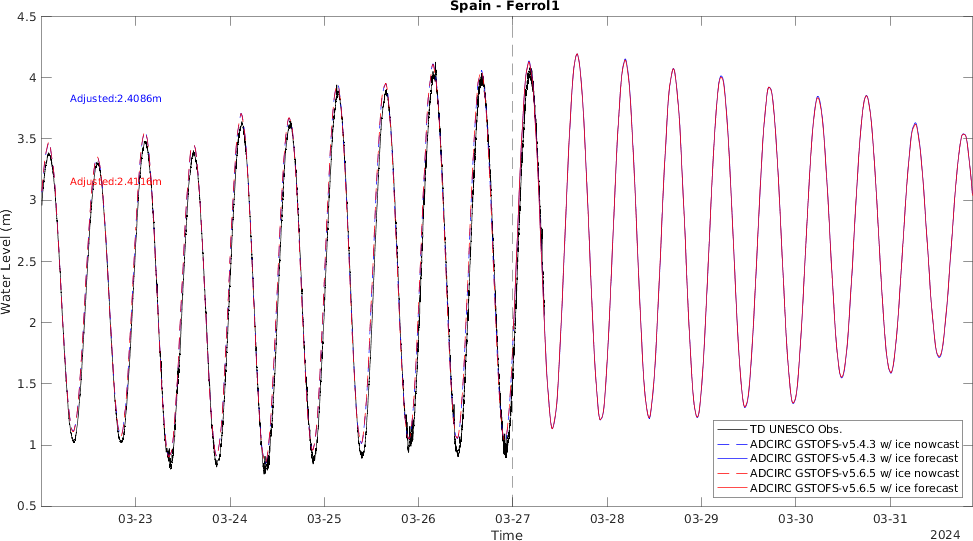 Spain - Ferrol1
4.5
4
3.5
3
2.5
2
1.5
1
0.5
Water Level (m)
Adjusted:2.4086m
Adjusted:2.4116m
TD UNESCO Obs.
ADCIRC GSTOFS-v5.4.3 w/ ice nowcast
ADCIRC GSTOFS-v5.4.3 w/ ice forecast
ADCIRC GSTOFS-v5.6.5 w/ ice nowcast
ADCIRC GSTOFS-v5.6.5 w/ ice forecast
03-23 03-24 03-25 03-26 03-27 03-28 03-29 03-30 03-31
Time
2024